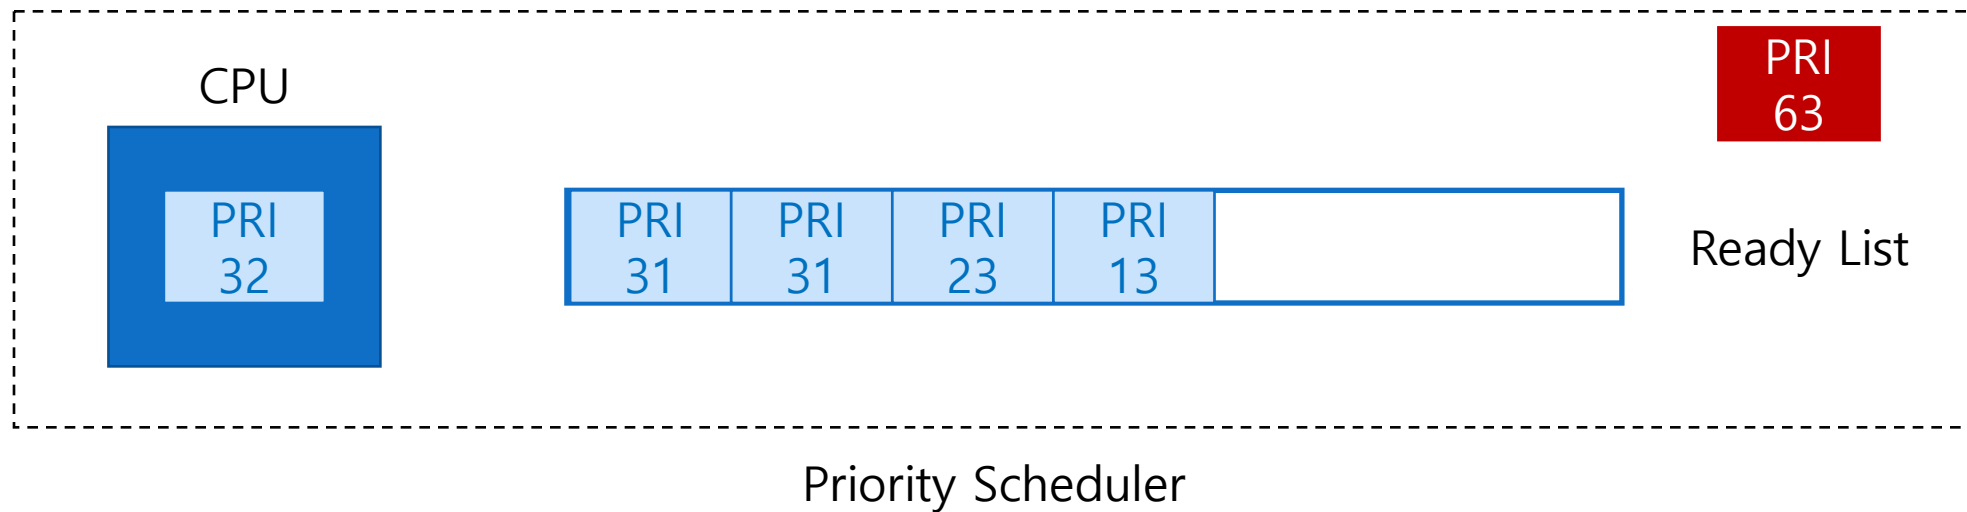 CPU
PRI
63
PRI
32
PRI
31
PRI
31
PRI
23
PRI
13
Ready List
Priority Scheduler